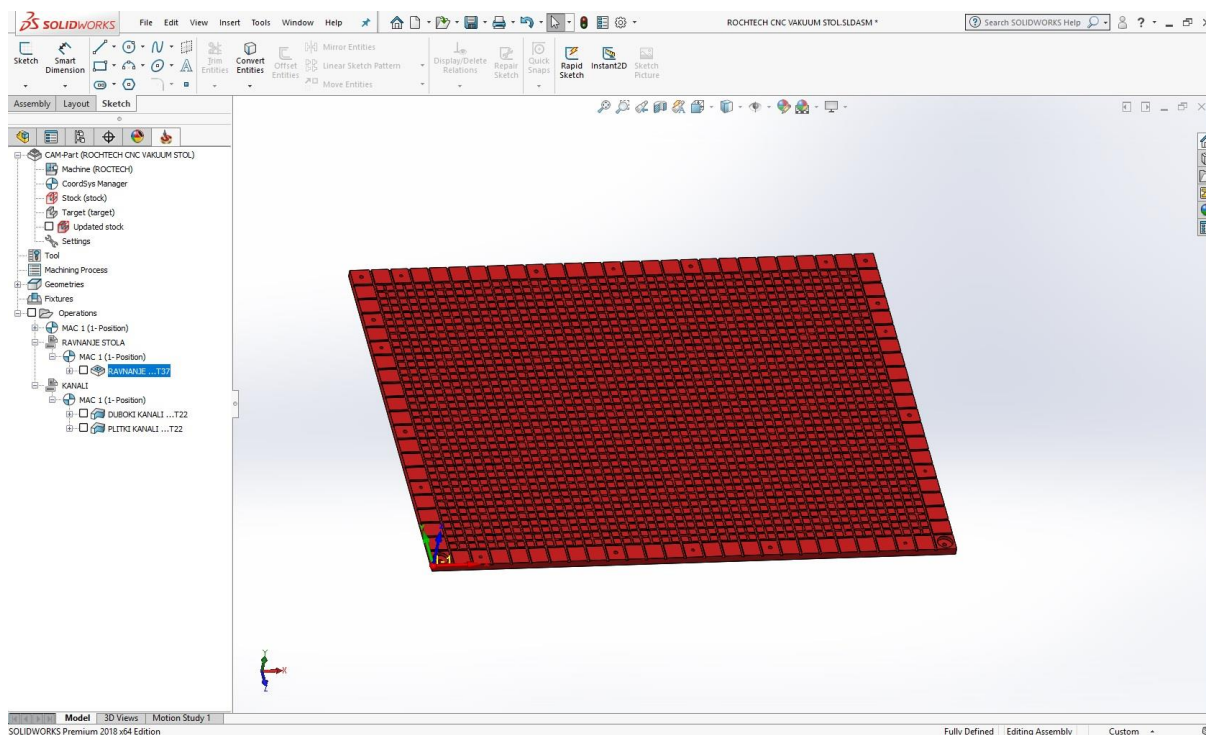 SOLIDWORKS File Edit View Insert Tools Window Help ROCHTECH CNC VAKUUM STOL.SLDASM * Search SOLIDWORKS Help ?
Sketch Smart Dimension Trim Entities Convert Entities Offset Entities Mirror Entities Linear Sketch Pattern Move Entities Display/Delete Relations Repair Sketch Quick Snaps Rapid Sketch Instant2D Sketch Picture
Assembly Layout Sketch
CAM-Part (ROCHTECH CNC VAKUUM STOL)
Machine (ROCTECH)
CoordSys Manager
Stock (stock)
Target (target)
Updated stock
Settings
Tool
Machining Process
Geometries
Fixtures
Operations
MAC 1 (1- Position)
RAVNANJE STOLA
MAC 1 (1- Position)
RAVNANJE ...T37
KANALI
MAC 1 (1- Position)
DUBOKI KANALI ...T22
PLITKI KANALI ...T22
Y
X
Z
Model 3D Views Motion Study 1
SOLIDWORKS Premium 2018 x64 Edition Fully Defined Editing Assembly Custom